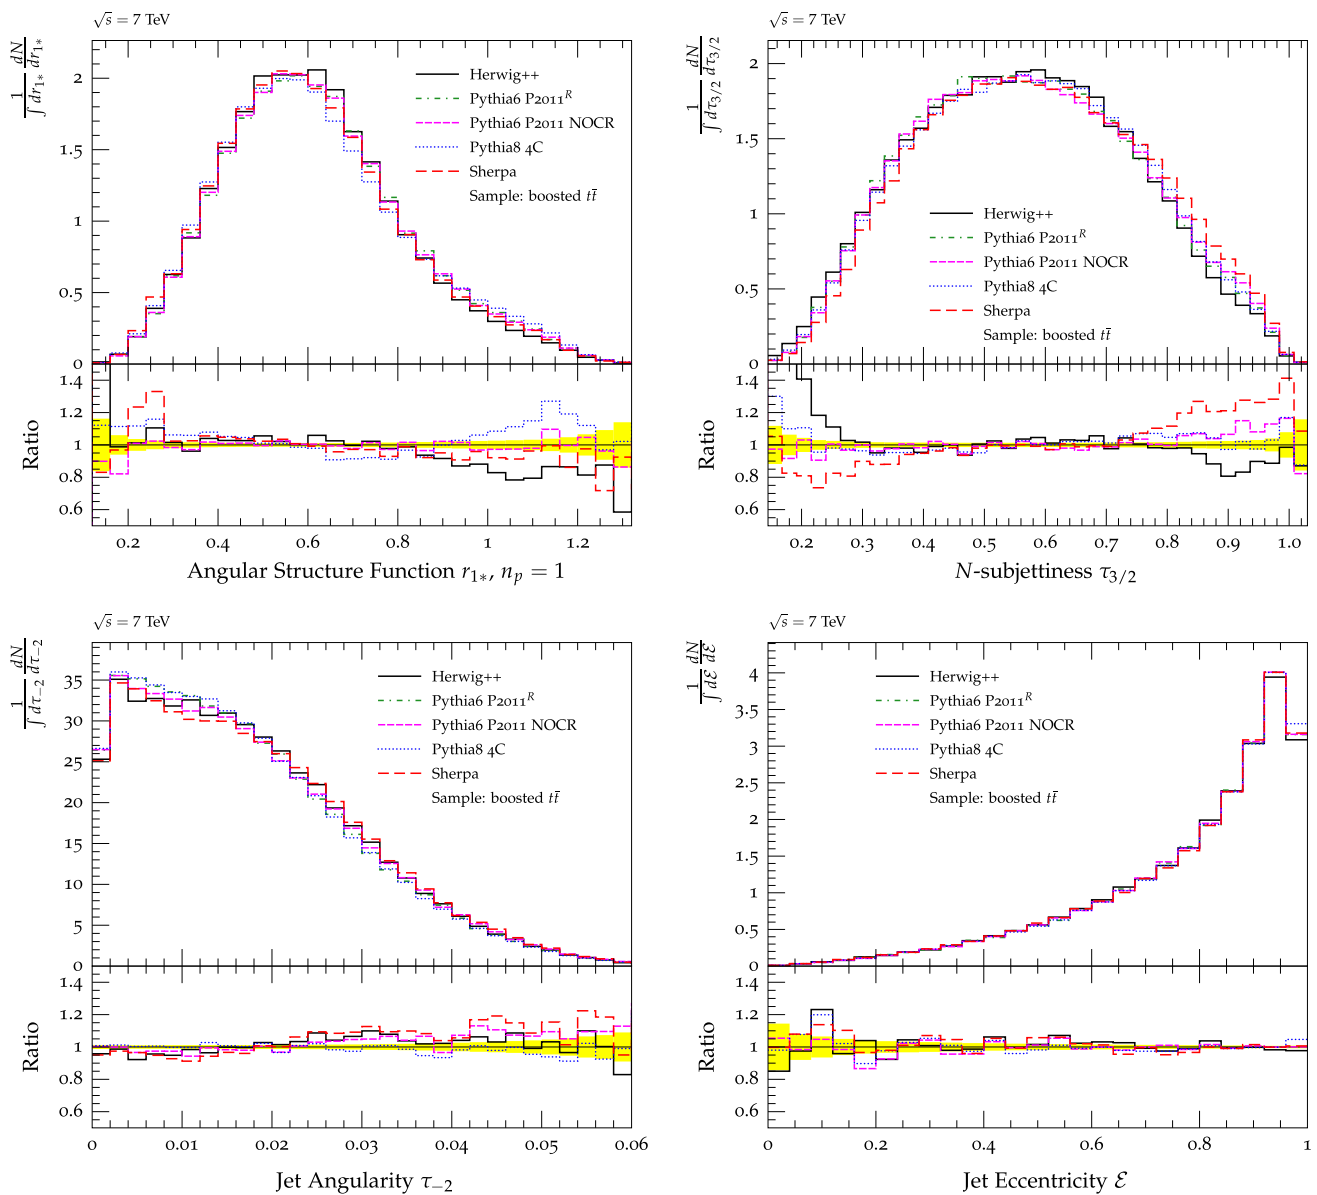 √s = 7 TeV
1/∫dr₁* dN/dr₁*
2
1.5
1
0.5
0
Herwig++
Pythia6 P2011ᴿ
Pythia6 P2011 NOCR
Pythia8 4C
Sherpa
Sample: boosted tt̄
Ratio
1.4
1.2
1.0
0.8
0.6
0.2 0.4 0.6 0.8 1 1.2
Angular Structure Function r₁*, nₚ = 1
√s = 7 TeV
1/∫dτ₃/₂ dN/dτ₃/₂
2
1.5
1
0.5
0
Herwig++
Pythia6 P2011ᴿ
Pythia6 P2011 NOCR
Pythia8 4C
Sherpa
Sample: boosted tt̄
Ratio
1.4
1.2
1.0
0.8
0.6
0.2 0.3 0.4 0.5 0.6 0.7 0.8 0.9 1.0
N-subjettiness τ₃/₂
√s = 7 TeV
1/∫dτ₋₂ dN/dτ₋₂
35
30
25
20
15
10
5
0
Herwig++
Pythia6 P2011ᴿ
Pythia6 P2011 NOCR
Pythia8 4C
Sherpa
Sample: boosted tt̄
Ratio
1.4
1.2
1
0.8
0.6
0 0.01 0.02 0.03 0.04 0.05 0.06
Jet Angularity τ₋₂
√s = 7 TeV
1/∫dℰ dN/dℰ
4
3.5
3
2.5
2
1.5
1
0.5
0
Herwig++
Pythia6 P2011ᴿ
Pythia6 P2011 NOCR
Pythia8 4C
Sherpa
Sample: boosted tt̄
Ratio
1.4
1.2
1
0.8
0.6
0 0.2 0.4 0.6 0.8 1
Jet Eccentricity ℰ